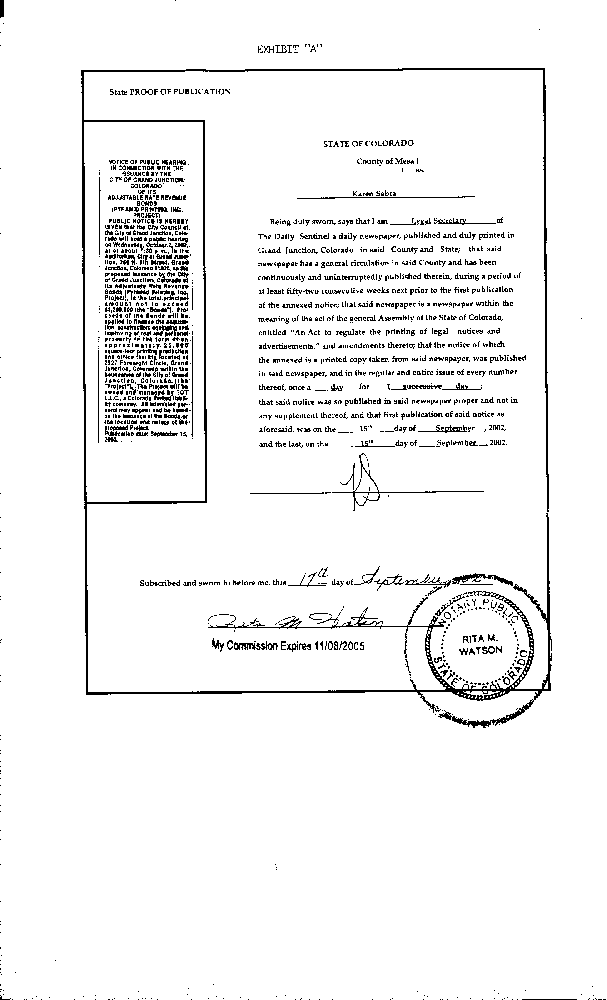 EXHIBIT "A"
State PROOF OF PUBLICATION
NOTICE OF PUBLIC HEARING
IN CONNECTION WITH THE
ISSUANCE BY THE
CITY OF GRAND JUNCTION,
COLORADO
OF ITS
ADJUSTABLE RATE REVENUE
BONDS
(PYRAMID PRINTING, INC.
PROJECT)
PUBLIC NOTICE IS HEREBY
GIVEN that the City Council of
the City of Grand Junction, Colo-
rado will hold a public hearing
on Wednesday, October 2, 2002,
at or about 7:30 p.m., in the
Auditorium, City of Grand Junc-
tion, 250 N. 5th Street, Grand
Junction, Colorado 81501, on the
proposed issuance by the City
of Grand Junction, Colorado of
its Adjustable Rate Revenue
Bonds (Pyramid Printing, Inc.
Project), in the total principal
amount not to exceed
$3,200,000 (the "Bonds"). Pro-
ceeds of the Bonds will be
applied to finance the acquisi-
tion, construction, equipping and
improving of real and personal
property in the form of an
approximately 25,000
square-foot printing production
and office facility located at
2527 Foresight Circle, Grand
Junction, Colorado within the
boundaries of the City of Grand
Junction, Colorado (the
"Project"). The Project will be
owned and managed by TOT
L.L.C., a Colorado limited liabil-
ity company. All interested per-
sons may appear and be heard
on the issuance of the Bonds or
the location and nature of the
proposed Project.
Publication date: September 15,
2002.
STATE OF COLORADO
County of Mesa )
) ss.
Karen Sabra
Being duly sworn, says that I am Legal Secretary of
The Daily Sentinel a daily newspaper, published and duly printed in
Grand Junction, Colorado in said County and State; that said
newspaper has a general circulation in said County and has been
continuously and uninterruptedly published therein, during a period of
at least fifty-two consecutive weeks next prior to the first publication
of the annexed notice; that said newspaper is a newspaper within the
meaning of the act of the general Assembly of the State of Colorado,
entitled "An Act to regulate the printing of legal notices and
advertisements," and amendments thereto; that the notice of which
the annexed is a printed copy taken from said newspaper, was published
in said newspaper, and in the regular and entire issue of every number
thereof, once a day for 1 successive day ;
that said notice was so published in said newspaper proper and not in
any supplement thereof, and that first publication of said notice as
aforesaid, was on the 15th day of September , 2002,
and the last, on the 15th day of September , 2002.
Subscribed and sworn to before me, this 17th day of September, 2002
Rita M. Watson
My Commission Expires 11/08/2005
NOTARY PUBLIC
RITA M.
WATSON
STATE OF COLORADO